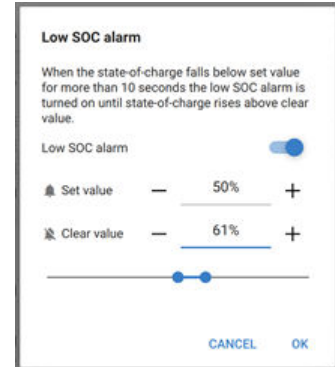 Low SOC alarm
When the state-of-charge falls below set value
for more than 10 seconds the low SOC alarm is
turned on until state-of-charge rises above clear
value.
Low SOC alarm
Set value — 50% +
Clear value — 61% +
CANCEL OK